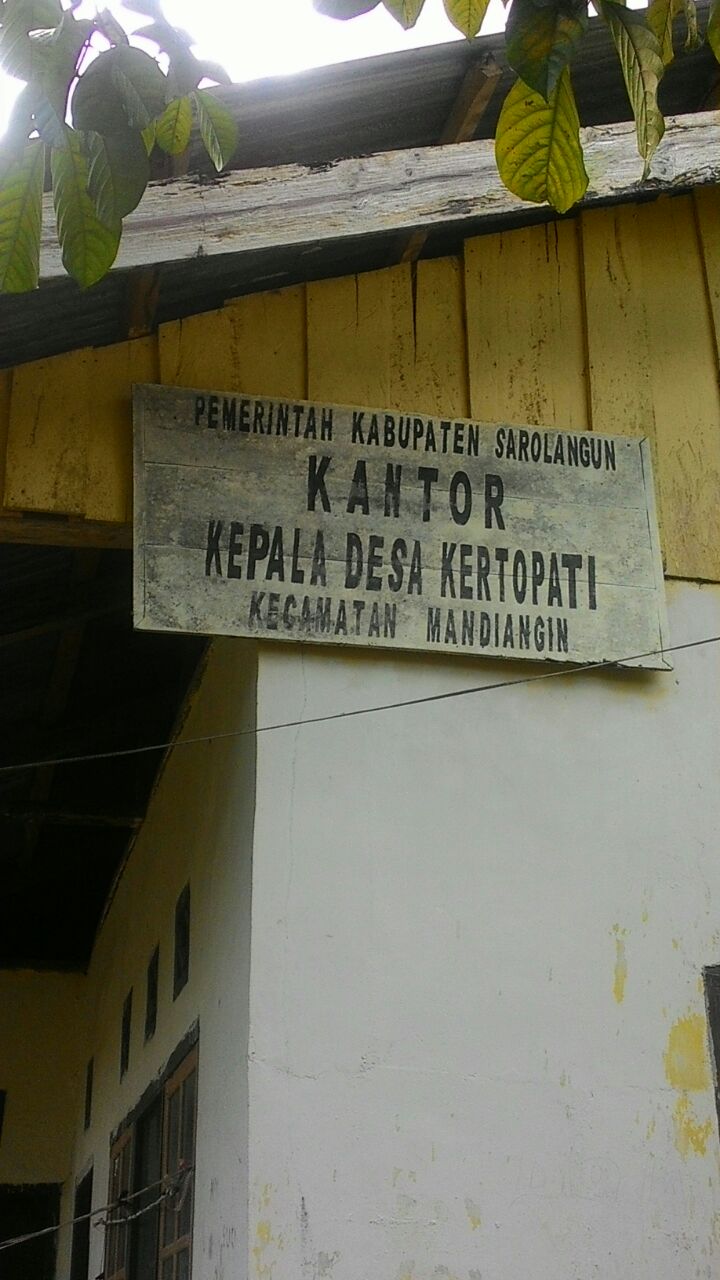 PEMERINTAH KABUPATEN SAROLANGUN
KANTOR
KEPALA DESA KERTOPATI
KECAMATAN MANDIANGIN